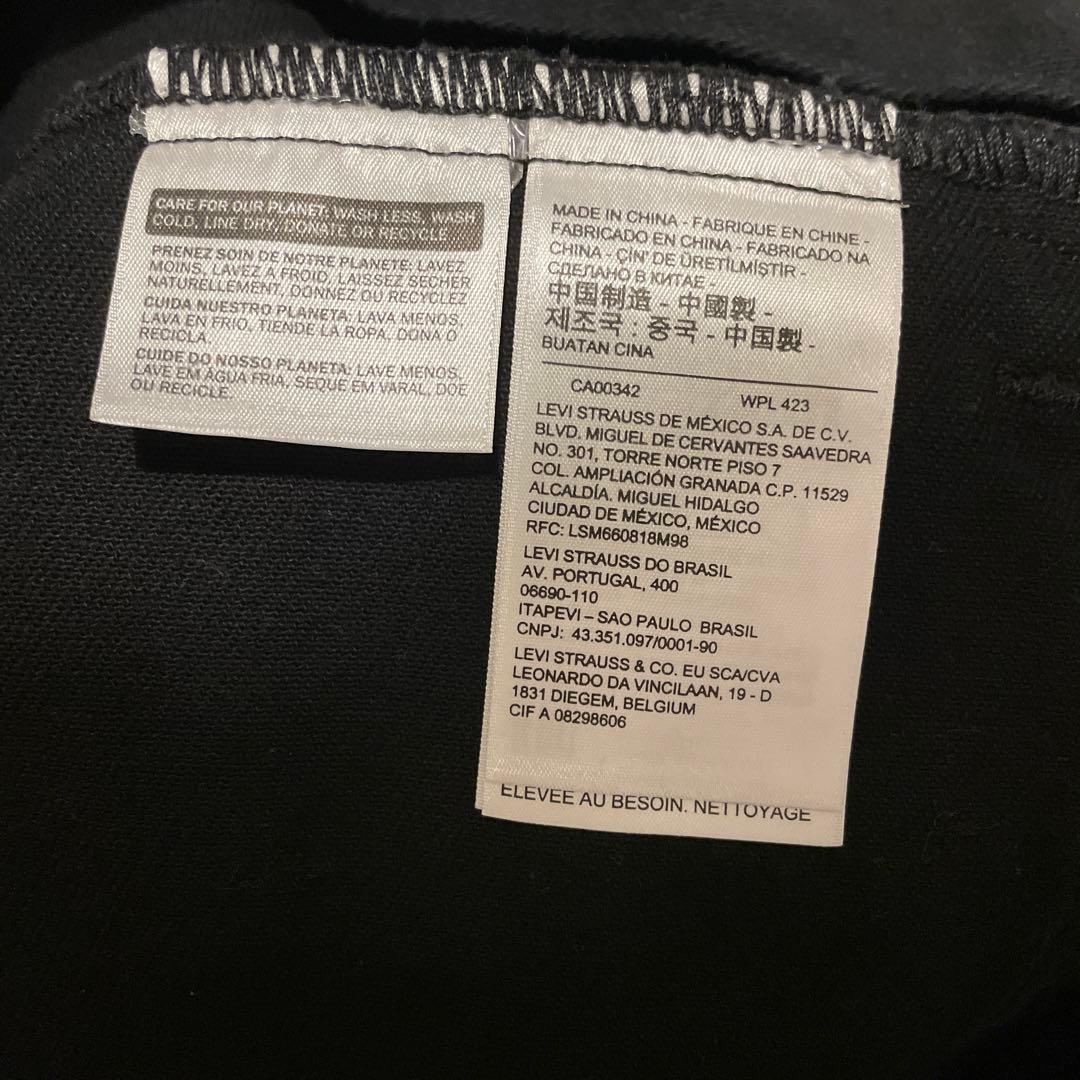 CARE FOR OUR PLANET: WASH LESS, WASH
COLD, LINE DRY, DONATE OR RECYCLE
PRENEZ SOIN DE NOTRE PLANETE: LAVEZ
MOINS, LAVEZ A FROID, LAISSEZ SECHER
NATURELLEMENT, DONNEZ OU RECYCLEZ
CUIDA NUESTRO PLANETA: LAVA MENOS,
LAVA EN FRIO, TIENDE LA ROPA, DONA O
RECICLA.
CUIDE DO NOSSO PLANETA: LAVE MENOS,
LAVE EM ÁGUA FRIA, SEQUE EM VARAL, DOE
OU RECICLE.
MADE IN CHINA - FABRIQUE EN CHINE -
FABRICADO EN CHINA - FABRICADO NA
CHINA - ÇİN' DE ÜRETİLMİŞTİR -
СДЕЛАНО В КИТАЕ -
中国制造 - 中國製 -
제조국 : 중국 - 中国製 -
BUATAN CINA
CA00342 WPL 423
LEVI STRAUSS DE MÉXICO S.A. DE C.V.
BLVD. MIGUEL DE CERVANTES SAAVEDRA
NO. 301, TORRE NORTE PISO 7
COL. AMPLIACIÓN GRANADA C.P. 11529
ALCALDÍA. MIGUEL HIDALGO
CIUDAD DE MÉXICO, MÉXICO
RFC: LSM660818M98
LEVI STRAUSS DO BRASIL
AV. PORTUGAL, 400
06690-110
ITAPEVI – SAO PAULO BRASIL
CNPJ: 43.351.097/0001-90
LEVI STRAUSS & CO. EU SCA/CVA
LEONARDO DA VINCILAAN, 19 - D
1831 DIEGEM, BELGIUM
CIF A 08298606
ELEVEE AU BESOIN. NETTOYAGE